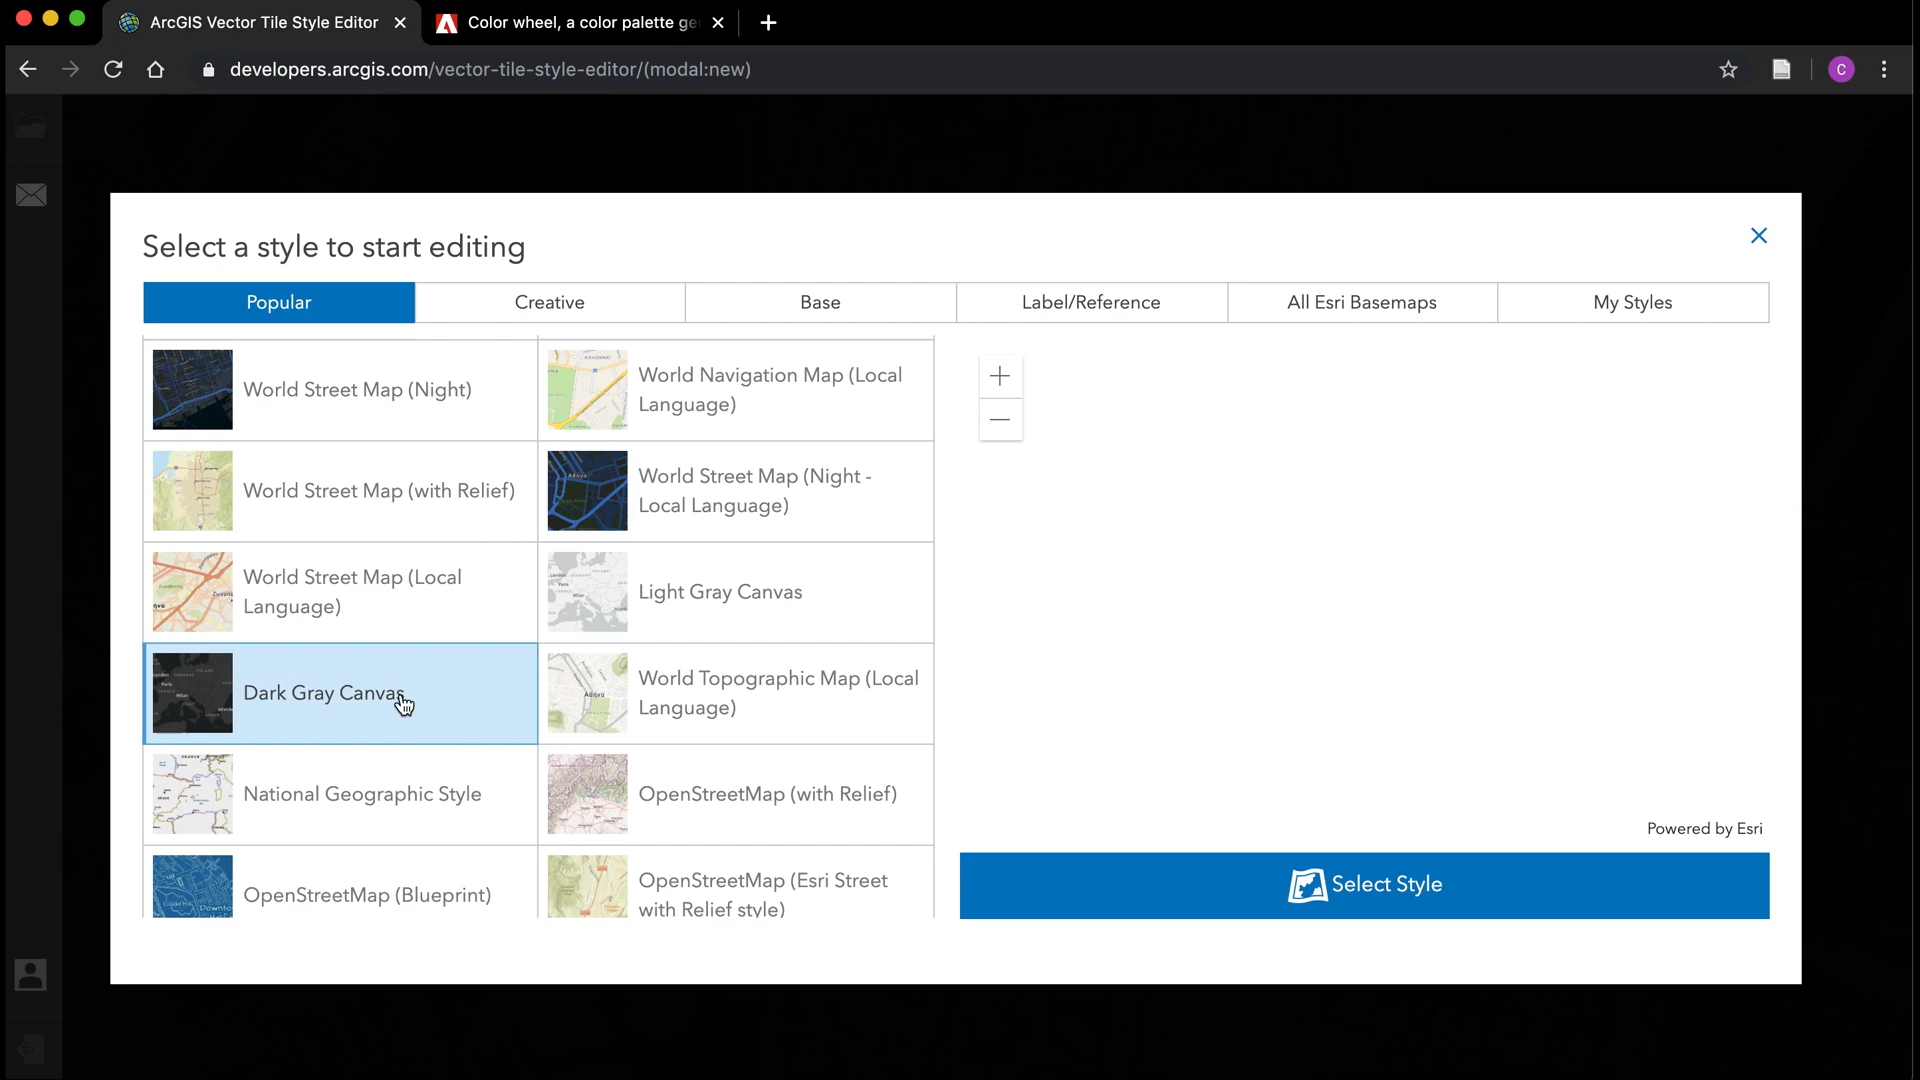 ArcGIS Vector Tile Style Editor
Color wheel, a color palette ge
developers.arcgis.com/vector-tile-style-editor/(modal:new)
C
Select a style to start editing
Popular
Creative
Base
Label/Reference
All Esri Basemaps
My Styles
World Street Map (Night)
World Navigation Map (Local
Language)
World Street Map (with Relief)
World Street Map (Night -
Local Language)
World Street Map (Local
Language)
Light Gray Canvas
Dark Gray Canvas
World Topographic Map (Local
Language)
National Geographic Style
OpenStreetMap (with Relief)
OpenStreetMap (Blueprint)
OpenStreetMap (Esri Street
with Relief style)
Powered by Esri
Select Style